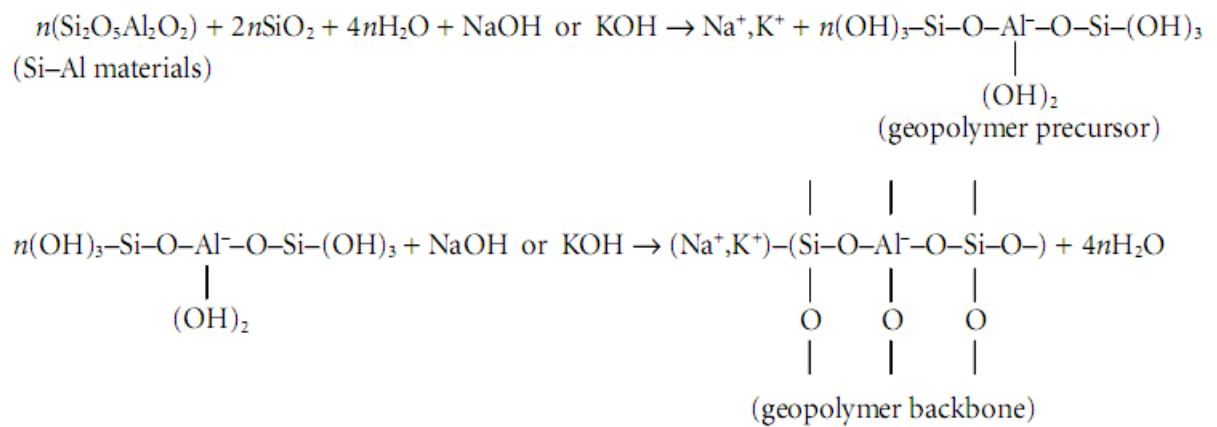 n(Si₂O₅Al₂O₂) + 2nSiO₂ + 4nH₂O + NaOH or KOH → Na⁺,K⁺ + n(OH)₃–Si–O–Al⁻–O–Si–(OH)₃
(Si–Al materials)
(OH)₂
(geopolymer precursor)
n(OH)₃–Si–O–Al⁻–O–Si–(OH)₃ + NaOH or KOH → (Na⁺,K⁺)–(Si–O–Al⁻–O–Si–O–) + 4nH₂O
(OH)₂
O O O
(geopolymer backbone)